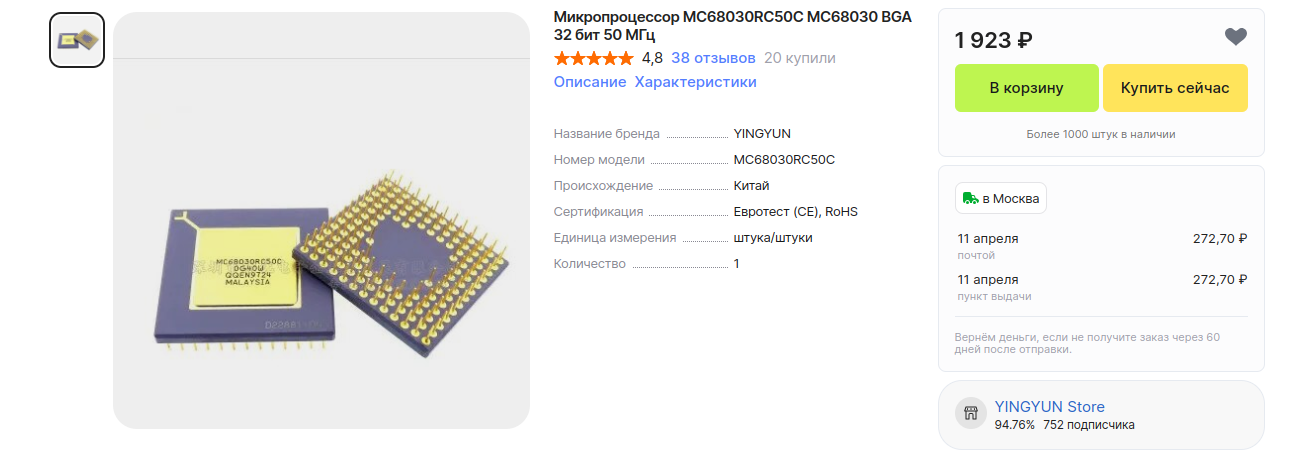 Микропроцессор MC68030RC50C MC68030 BGA
32 бит 50 МГц
4,8 38 отзывов 20 купили
Описание Характеристики
Название бренда YINGYUN
Номер модели MC68030RC50C
Происхождение Китай
Сертификация Евротест (CE), RoHS
Единица измерения штука/штуки
Количество 1
MC68030RC50C
0G40W
QQEN9724
MALAYSIA
1 923 ₽
В корзину
Купить сейчас
Более 1000 штук в наличии
в Москва
11 апреля 272,70 ₽
почтой
11 апреля 272,70 ₽
пункт выдачи
Вернём деньги, если не получите заказ через 60
дней после отправки.
YINGYUN Store
94.76% 752 подписчика